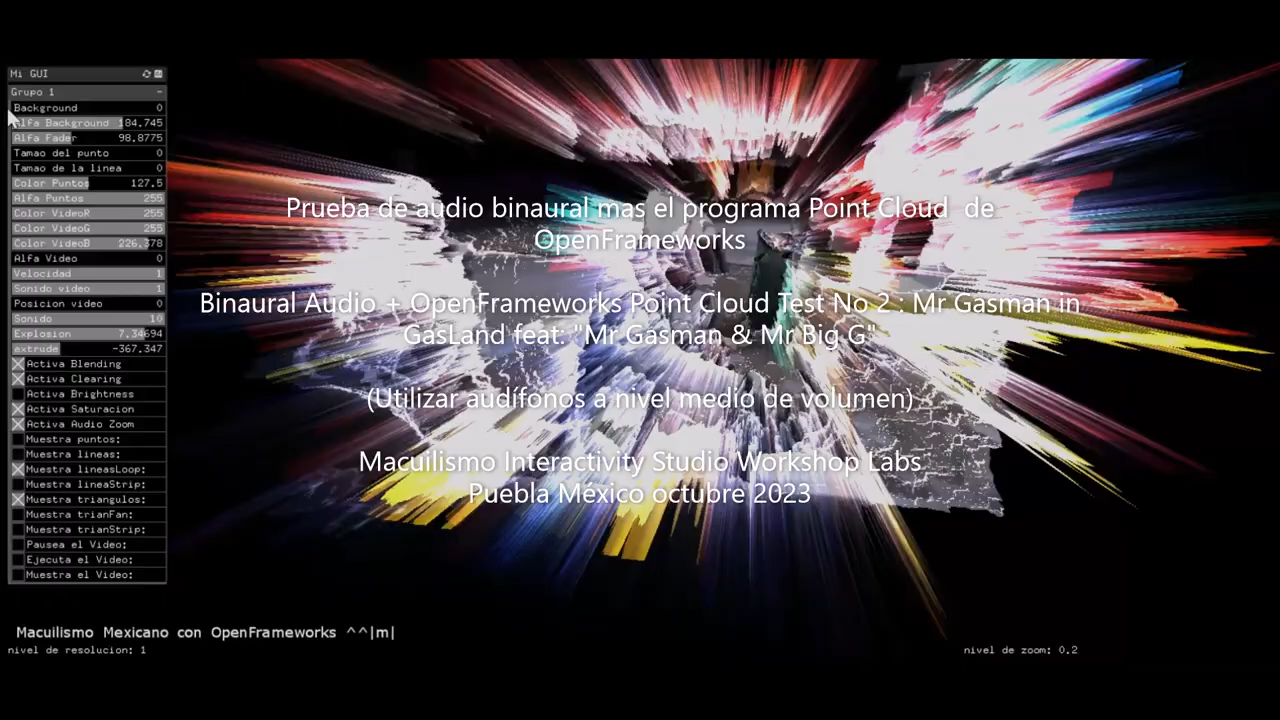 Mi GUI
Grupo 1 -
Background 0
Alfa Background 184.745
Alfa Fader 98.8775
Tamao del punto 0
Tamao de la linea 0
Color Puntos 127.5
Alfa Puntos 255
Color VideoR 255
Color VideoG 255
Color VideoB 226.378
Alfa Video 0
Velocidad 1
Sonido video 1
Posicion video 0
Sonido 10
Explosion 7.34694
extrude -367.347
Activa Blending
Activa Clearing
Activa Brightness
Activa Saturacion
Activa Audio Zoom
Muestra puntos:
Muestra lineas:
Muestra lineasLoop:
Muestra lineaStrip:
Muestra triangulos:
Muestra trianFan:
Muestra trianStrip:
Pausea el Video:
Ejecuta el Video:
Muestra el Video:
Prueba de audio binaural mas el programa Point Cloud de
OpenFrameworks
Binaural Audio + OpenFrameworks Point Cloud Test No 2 : Mr Gasman in
GasLand feat: "Mr Gasman & Mr Big G"
(Utilizar audífonos a nivel medio de volumen)
Macuilismo Interactivity Studio Workshop Labs
Puebla México octubre 2023
Macuilismo Mexicano con OpenFrameworks ^^|m|
nivel de resolucion: 1
nivel de zoom: 0.2